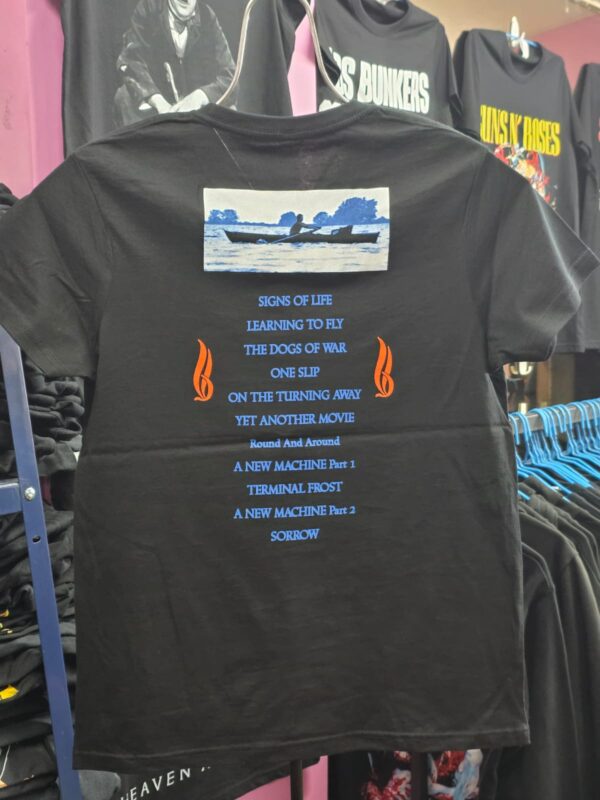 OS BUNKERS
GUNS N' ROSES
SIGNS OF LIFE
LEARNING TO FLY
THE DOGS OF WAR
ONE SLIP
ON THE TURNING AWAY
YET ANOTHER MOVIE
Round And Around
A NEW MACHINE Part 1
TERMINAL FROST
A NEW MACHINE Part 2
SORROW
HEAVEN